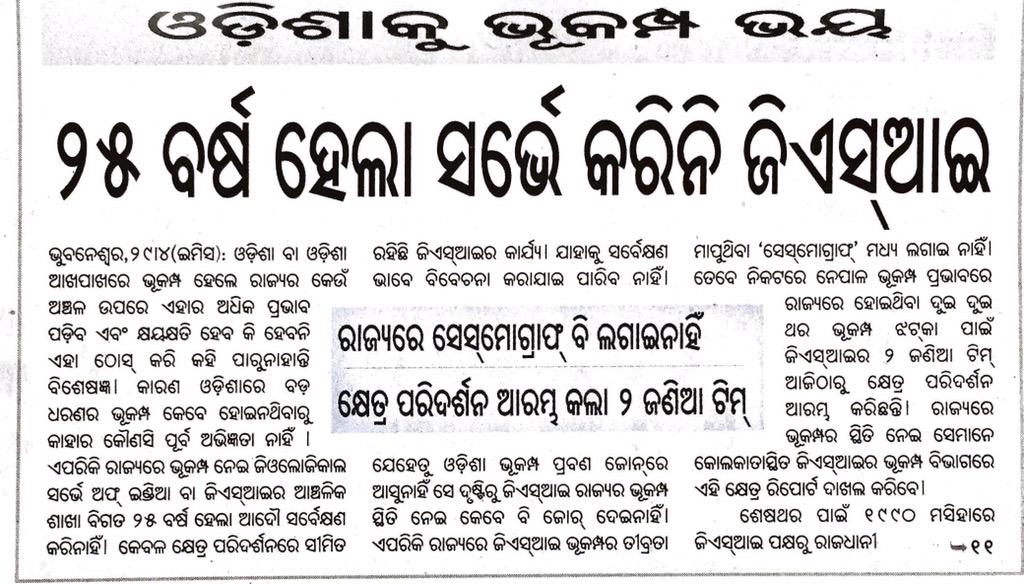 ଓଡ଼ିଶାକୁ ଭୂକମ୍ପ ଭୟ
୨୫ ବର୍ଷ ହେଲା ସର୍ଭେ କରିନି ଜିଏସ୍ଆଇ
ଭୁବନେଶ୍ୱର,୨୯ା୪(ଇମିସ): ଓଡ଼ିଶା ବା ଓଡ଼ିଶା
ଆଖପାଖରେ ଭୂକମ୍ପ ହେଲେ ରାଜ୍ୟର କେଉଁ
ଅଞ୍ଚଳ ଉପରେ ଏହାର ଅଧିକ ପ୍ରଭାବ
ପଡ଼ିବ ଏବଂ କ୍ଷୟକ୍ଷତି ହେବ କି ହେବନି
ଏହା ଠୋସ୍ କରି କହି ପାରୁନାହାନ୍ତି
ବିଶେଷଜ୍ଞ। କାରଣ ଓଡ଼ିଶାରେ ବଡ଼
ଧରଣର ଭୂକମ୍ପ କେବେ ହୋଇନଥିବାରୁ
କାହାର କୌଣସି ପୂର୍ବ ଅଭିଜ୍ଞତା ନାହିଁ ।
ଏପରିକି ରାଜ୍ୟରେ ଭୂକମ୍ପ ନେଇ ଜିଓଲୋଜିକାଲ
ସର୍ଭେ ଅଫ୍ ଇଣ୍ଡିଆ ବା ଜିଏସ୍ଆଇର ଆଞ୍ଚଳିକ
ଶାଖା ବିଗତ ୨୫ ବର୍ଷ ହେଲା ଆଦୌ ସର୍ବେକ୍ଷଣ
କରିନାହିଁ। କେବଳ କ୍ଷେତ୍ର ପରିଦର୍ଶନରେ ସୀମିତ
ରହିଛି ଜିଏସ୍ଆଇର କାର୍ଯ୍ୟ। ଯାହାକୁ ସର୍ବେକ୍ଷଣ
ଭାବେ ବିବେଚନା କରାଯାଇ ପାରିବ ନାହିଁ।
ରାଜ୍ୟରେ ସେସ୍‌ମୋଗ୍ରାଫ୍ ବି ଲଗାଇନାହିଁ
କ୍ଷେତ୍ର ପରିଦର୍ଶନ ଆରମ୍ଭ କଲା ୨ ଜଣିଆ ଟିମ୍
ଯେହେତୁ ଓଡ଼ିଶା ଭୂକମ୍ପ ପ୍ରବଣ ଜୋନ୍‌ରେ
ଆସୁନାହିଁ ସେ ଦୃଷ୍ଟିରୁ ଜିଏସ୍ଆଇ ରାଜ୍ୟର ଭୂକମ୍ପ
ସ୍ଥିତି ନେଇ କେବେ ବି ଜୋର୍ ଦେଇନାହିଁ।
ଏପରିକି ରାଜ୍ୟରେ ଜିଏସ୍ଆଇ ଭୂକମ୍ପର ତୀବ୍ରତା
ମାପୁଥିବା ‘ସେସ୍‌ମୋଗ୍ରାଫ୍’ ମଧ୍ୟ ଲଗାଇ ନାହିଁ।
ତେବେ ନିକଟରେ ନେପାଳ ଭୂକମ୍ପ ପ୍ରଭାବରେ
ରାଜ୍ୟରେ ହୋଇଥିବା ଦୁଇ ଦୁଇ
ଥର ଭୂକମ୍ପ ଝଟ୍‌କା ପାଇଁ
ଜିଏସ୍ଆଇର ୨ ଜଣିଆ ଟିମ୍
ଆଜିଠାରୁ କ୍ଷେତ୍ର ପରିଦର୍ଶନ
ଆରମ୍ଭ କରିଛନ୍ତି। ରାଜ୍ୟରେ
ଭୂକମ୍ପର ସ୍ଥିତି ନେଇ ସେମାନେ
କୋଲକାତାସ୍ଥିତ ଜିଏସ୍ଆଇର ଭୂକମ୍ପ ବିଭାଗରେ
ଏହି କ୍ଷେତ୍ର ରିପୋର୍ଟ ଦାଖଲ କରିବେ।
ଶେଷଥର ପାଇଁ ୧୯୯୦ ମସିହାରେ
ଜିଏସ୍ଆଇ ପକ୍ଷରୁ ରାଜଧାନୀ ➥୧୧